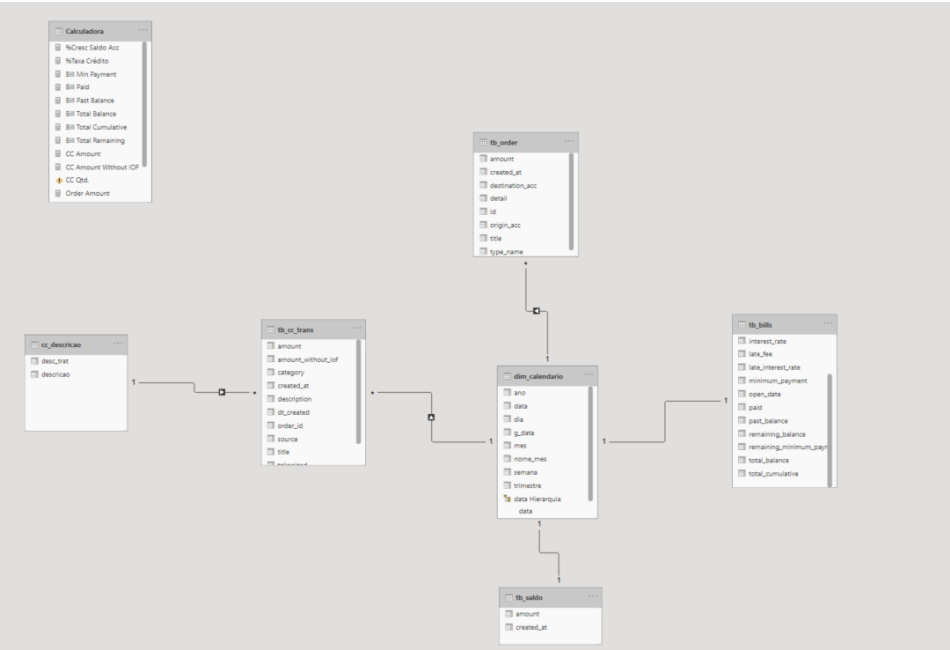 Calculadora
%Cresc Saldo Acc
%Taxa Crédito
Bill Min Payment
Bill Paid
Bill Past Balance
Bill Total Balance
Bill Total Cumulative
Bill Total Remaining
CC Amount
CC Amount Without IOF
CC Qtd.
Order Amount
tb_order
amount
created_at
destination_acc
detail
id
origin_acc
title
type_name
*
1
cc_descricao
desc_trat
descricao
1
*
tb_cc_trans
amount
amount_without_iof
category
created_at
description
dt_created
order_id
source
title
tokenized
*
1
dim_calendario
ano
data
dia
g_data
mes
nome_mes
semana
trimestre
data Hierarquia
data
1
1
tb_bills
interest_rate
late_fee
late_interest_rate
minimum_payment
open_date
paid
past_balance
remaining_balance
remaining_minimum_payr
total_balance
total_cumulative
1
1
tb_saldo
amount
created_at